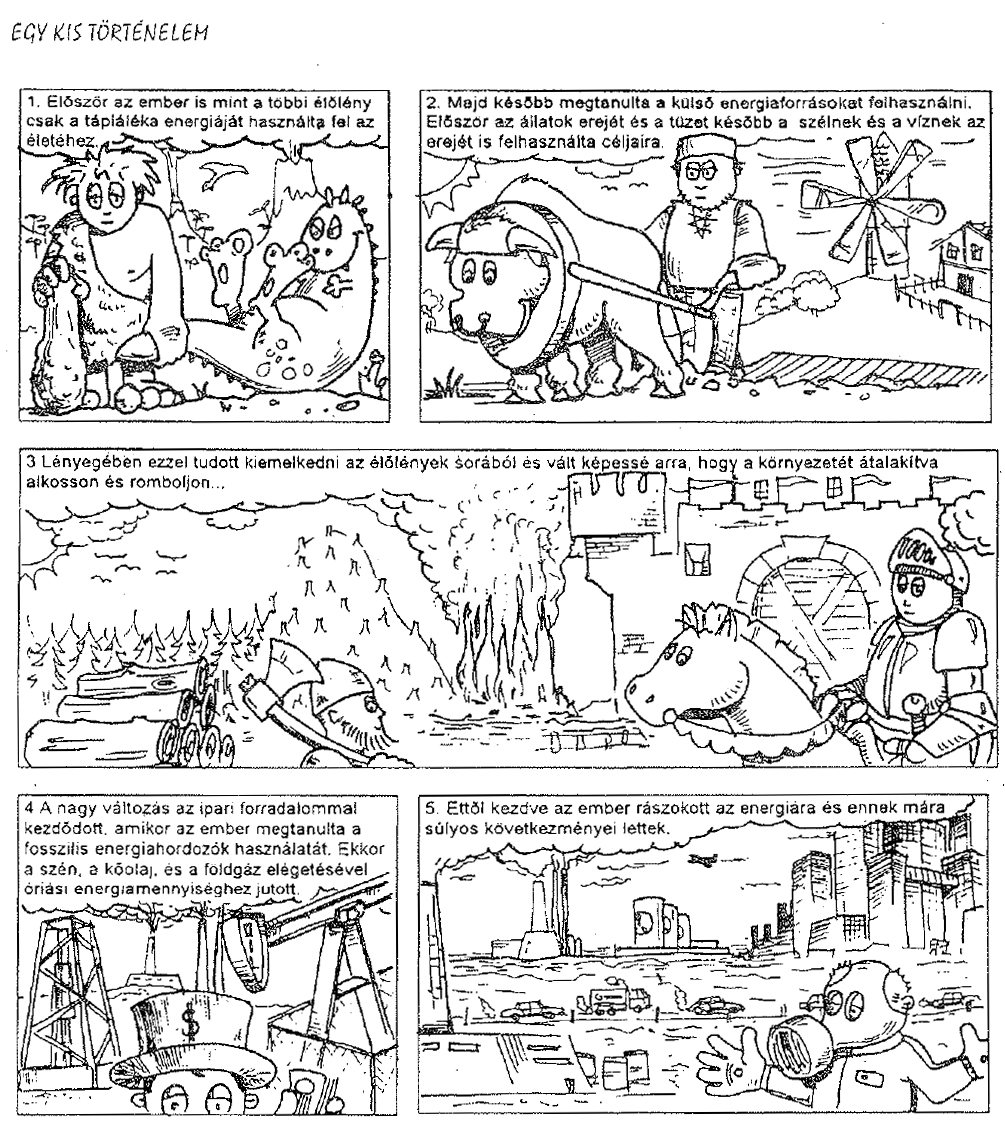 EGY KIS TÖRTÉNELEM
1. Először az ember is mint a többi élőlény
csak a tápláléka energiáját használta fel az
életéhez.
2. Majd később megtanulta a külső energiaforrásokat felhasználni.
Először az állatok erejét és a tüzet később a szélnek és a víznek az
erejét is felhasználta céljaira.
3 Lényegében ezzel tudott kiemelkedni az élőlények sorából és vált képessé arra, hogy a környezetét átalakítva
alkosson és romboljon...
4 A nagy változás az ipari forradalommal
kezdődött, amikor az ember megtanulta a
fosszilis energiahordozók használatát. Ekkor
a szén, a kőolaj, és a földgáz elégetésével
óriási energiamennyiséghez jutott.
$
5. Ettől kezdve az ember rászokott az energiára és ennek mára
súlyos következményei lettek.